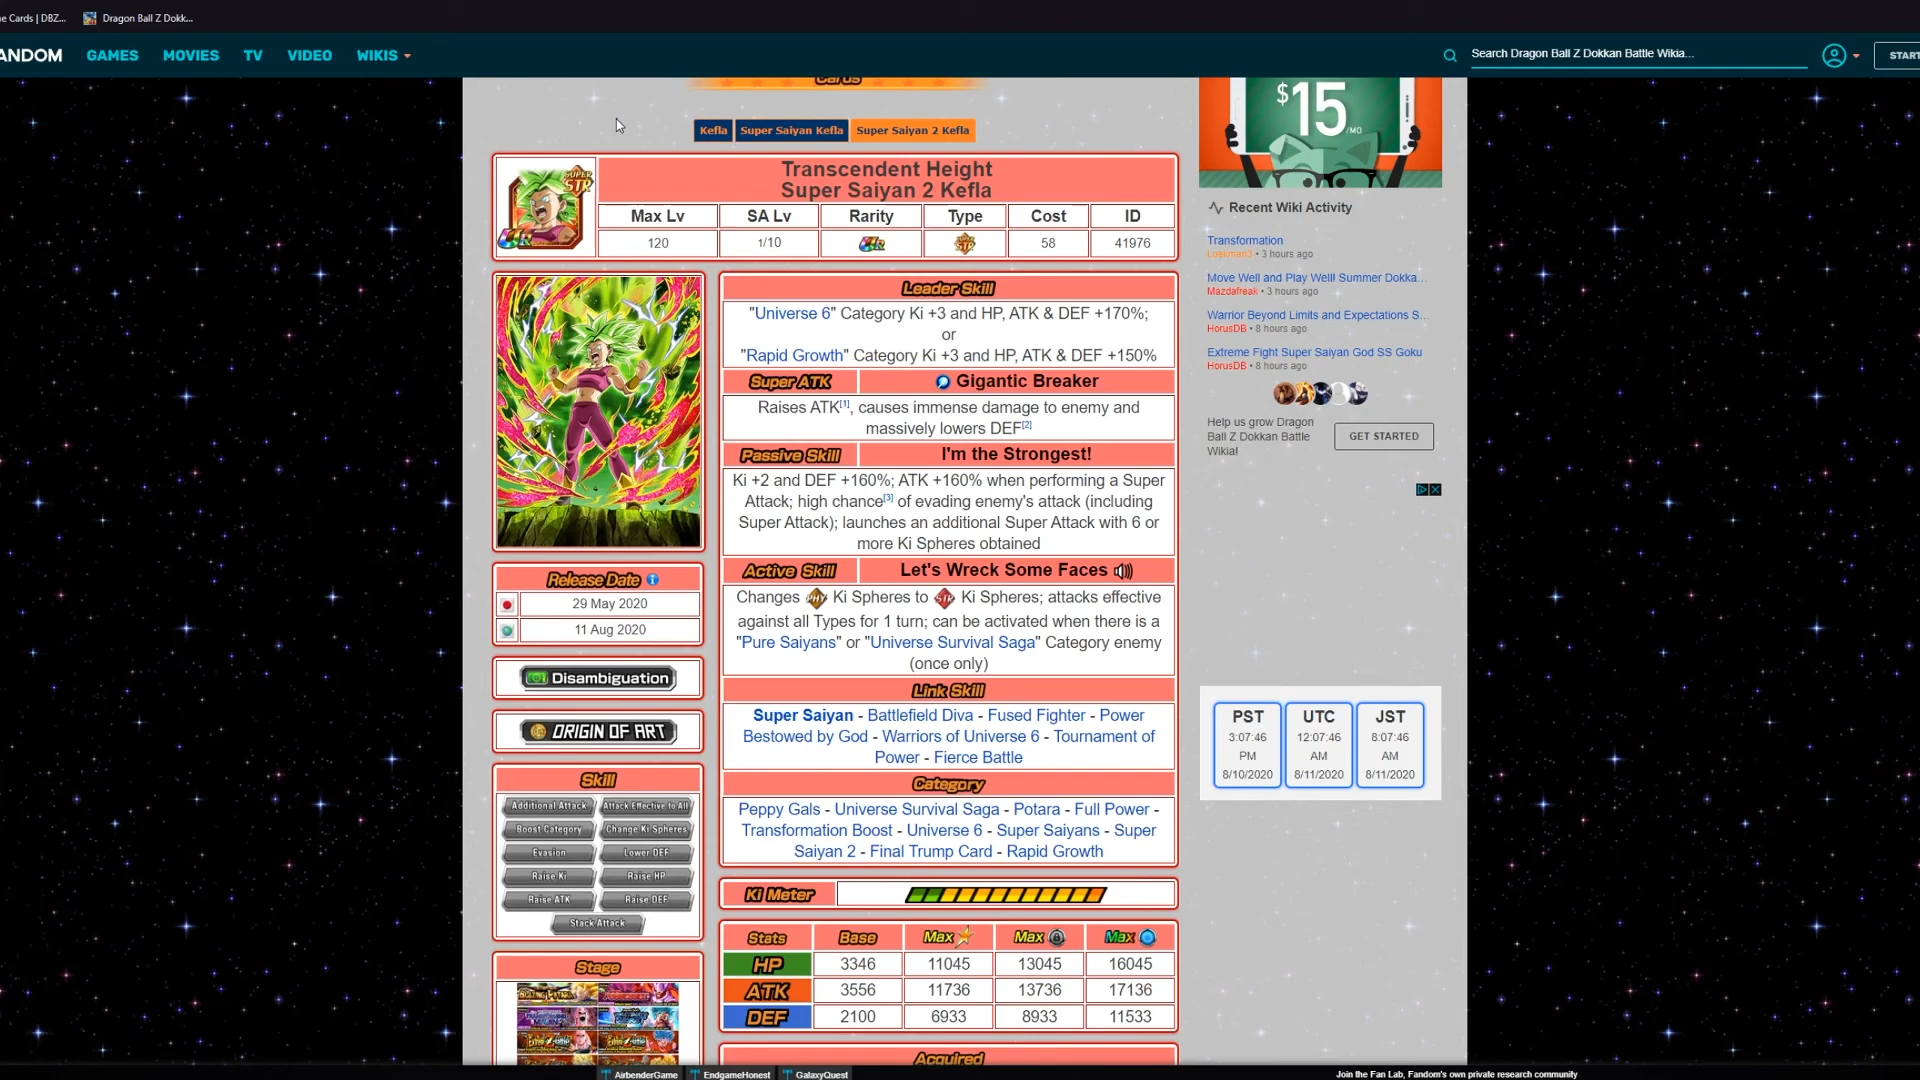 e Cards | DBZ...
Dragon Ball Z Dokk...
ANDOM
GAMES
MOVIES
TV
VIDEO
WIKIS
Search Dragon Ball Z Dokkan Battle Wikia...
START
Cards
Kefla
Super Saiyan Kefla
Super Saiyan 2 Kefla
SUPER STR
UR
Transcendent Height
Super Saiyan 2 Kefla
Max Lv SA Lv Rarity Type Cost ID
120 1/10 UR 58 41976
Leader Skill
"Universe 6" Category Ki +3 and HP, ATK & DEF +170%;
or
"Rapid Growth" Category Ki +3 and HP, ATK & DEF +150%
Super ATK Gigantic Breaker
Raises ATK[1], causes immense damage to enemy and
massively lowers DEF[2]
Passive Skill I'm the Strongest!
Ki +2 and DEF +160%; ATK +160% when performing a Super
Attack; high chance[3] of evading enemy's attack (including
Super Attack); launches an additional Super Attack with 6 or
more Ki Spheres obtained
Active Skill Let's Wreck Some Faces
Changes PHY Ki Spheres to STR Ki Spheres; attacks effective
against all Types for 1 turn; can be activated when there is a
"Pure Saiyans" or "Universe Survival Saga" Category enemy
(once only)
Link Skill
Super Saiyan - Battlefield Diva - Fused Fighter - Power
Bestowed by God - Warriors of Universe 6 - Tournament of
Power - Fierce Battle
Category
Peppy Gals - Universe Survival Saga - Potara - Full Power -
Transformation Boost - Universe 6 - Super Saiyans - Super
Saiyan 2 - Final Trump Card - Rapid Growth
Ki Meter
Stats Base Max Max Max
HP 3346 11045 13045 16045
ATK 3556 11736 13736 17136
DEF 2100 6933 8933 11533
Acquired
Release Date
29 May 2020
11 Aug 2020
Disambiguation
ORIGIN OF ART
Skill
Additional Attack Attack Effective to All
Boost Category Change Ki Spheres
Evasion Lower DEF
Raise Ki Raise HP
Raise ATK Raise DEF
Stack Attack
Stage
$15/MO
Recent Wiki Activity
Transformation
Loekman3 • 3 hours ago
Move Well and Play Well! Summer Dokka...
Mazdafreak • 3 hours ago
Warrior Beyond Limits and Expectations S...
HorusDB • 8 hours ago
Extreme Fight Super Saiyan God SS Goku
HorusDB • 8 hours ago
Help us grow Dragon
Ball Z Dokkan Battle
Wikia!
GET STARTED
PST UTC JST
3:07:46 12:07:46 8:07:46
PM AM AM
8/10/2020 8/11/2020 8/11/2020
AirbenderGame
EndgameHonest
GalaxyQuest
Join the Fan Lab, Fandom's own private research community